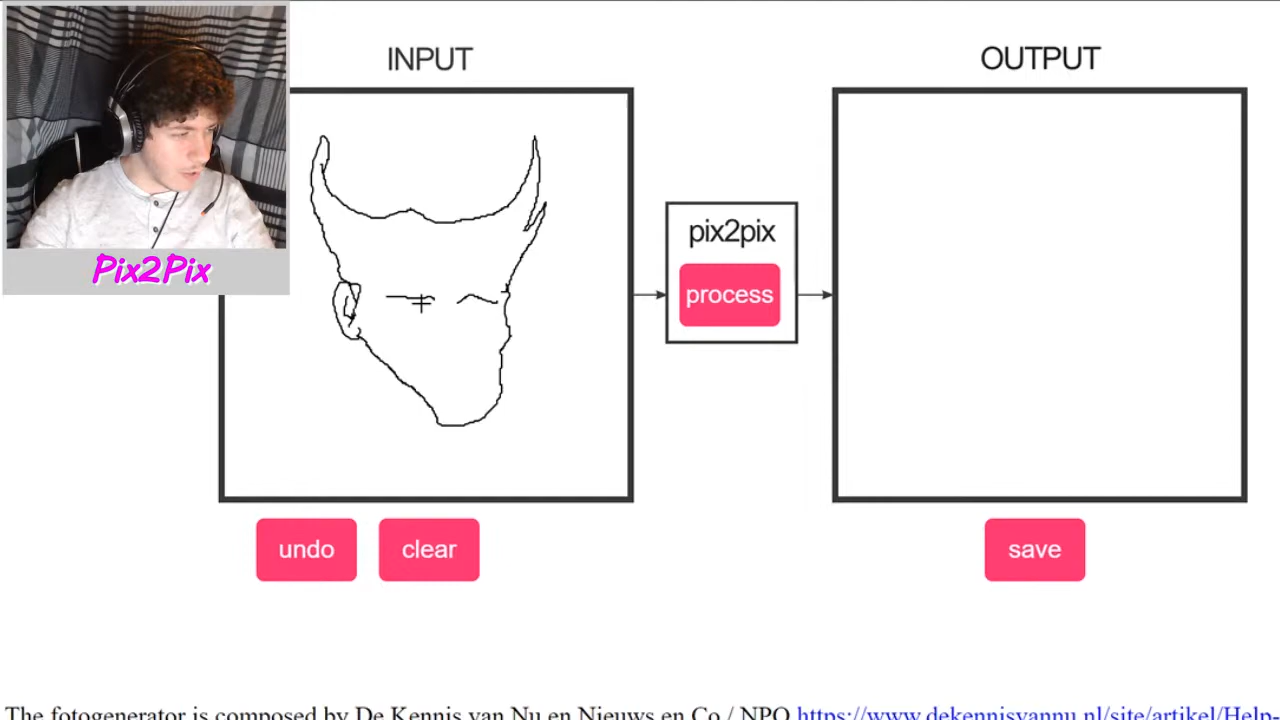 INPUT
OUTPUT
pix2pix
process
Pix2Pix
undo
clear
save
The fotogenerator is composed by De Kennis van Nu en Nieuws en Co / NPO https://www.dekennisvannu.nl/site/artikel/Help-